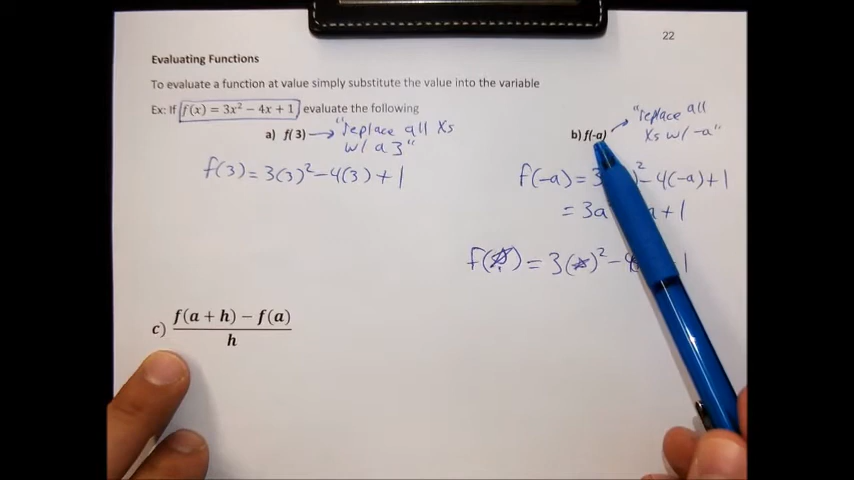 22
Evaluating Functions
To evaluate a function at value simply substitute the value into the variable
Ex: If f(x) = 3x² − 4x + 1, evaluate the following
a) f(3) → "replace all Xs
w/ a 3"
f(3) = 3(3)² − 4(3) + 1
b) f(-a) → "replace all
Xs w/ -a"
f(-a) = 3 )² − 4(-a) + 1
= 3a + 1
f( ) = 3( )² − 4 1
c) f(a + h) − f(a)
h